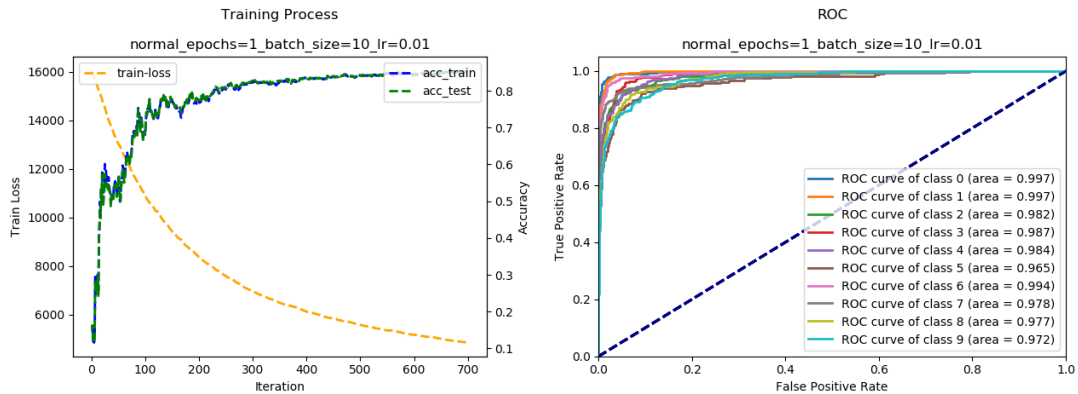 Training Process
normal_epochs=1_batch_size=10_lr=0.01
train-loss
acc_train
acc_test
16000
14000
12000
10000
8000
6000
Train Loss
0.8
0.7
0.6
0.5
0.4
0.3
0.2
0.1
Accuracy
0 100 200 300 400 500 600 700
Iteration
ROC
normal_epochs=1_batch_size=10_lr=0.01
1.0
0.8
0.6
0.4
0.2
0.0
True Positive Rate
ROC curve of class 0 (area = 0.997)
ROC curve of class 1 (area = 0.997)
ROC curve of class 2 (area = 0.982)
ROC curve of class 3 (area = 0.987)
ROC curve of class 4 (area = 0.984)
ROC curve of class 5 (area = 0.965)
ROC curve of class 6 (area = 0.994)
ROC curve of class 7 (area = 0.978)
ROC curve of class 8 (area = 0.977)
ROC curve of class 9 (area = 0.972)
0.0 0.2 0.4 0.6 0.8 1.0
False Positive Rate